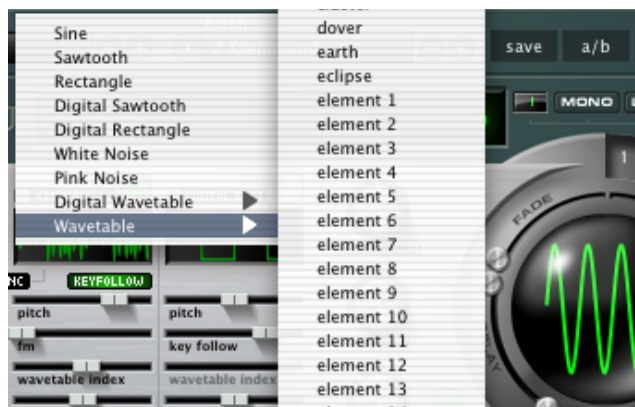 Sine
Sawtooth
Rectangle
Digital Sawtooth
Digital Rectangle
White Noise
Pink Noise
Digital Wavetable
Wavetable
dover
earth
eclipse
element 1
element 2
element 3
element 4
element 5
element 6
element 7
element 8
element 9
element 10
element 11
element 12
element 13
save a/b
MONO
1
FADE
KEYFOLLOW
pitch pitch
fm key follow
wavetable index wavetable index